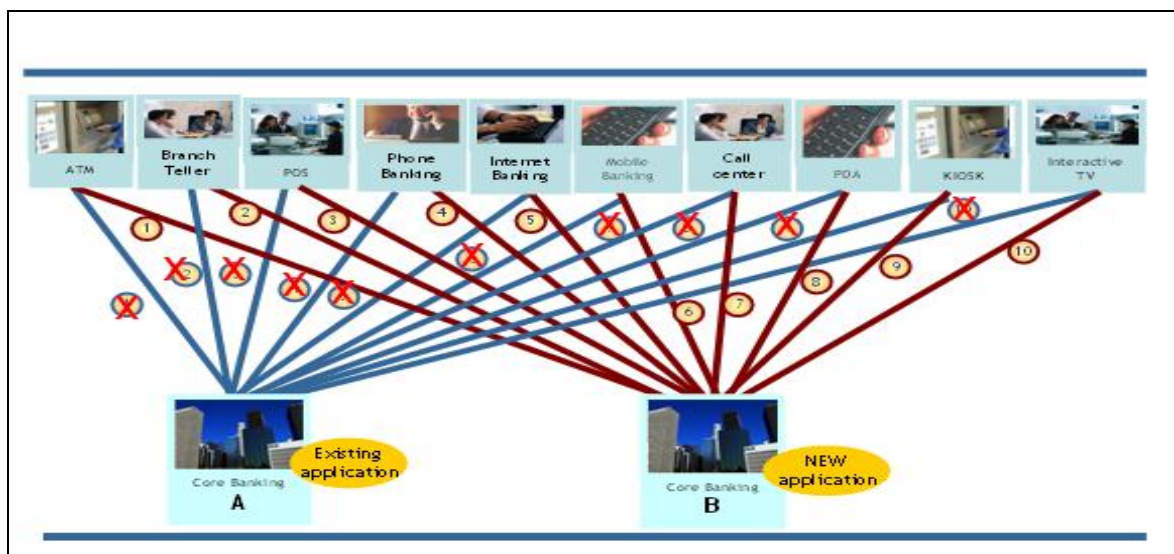 ATM
Branch
Teller
POS
Phone
Banking
Internet
Banking
Mobile
Banking
Call
center
PDA
KIOSK
Interactive
TV
1
2
3
4
5
6
7
8
9
10
2
X
X
X
X
X
X
X
X
X
X
Core Banking
A
Existing
application
Core Banking
B
NEW
application